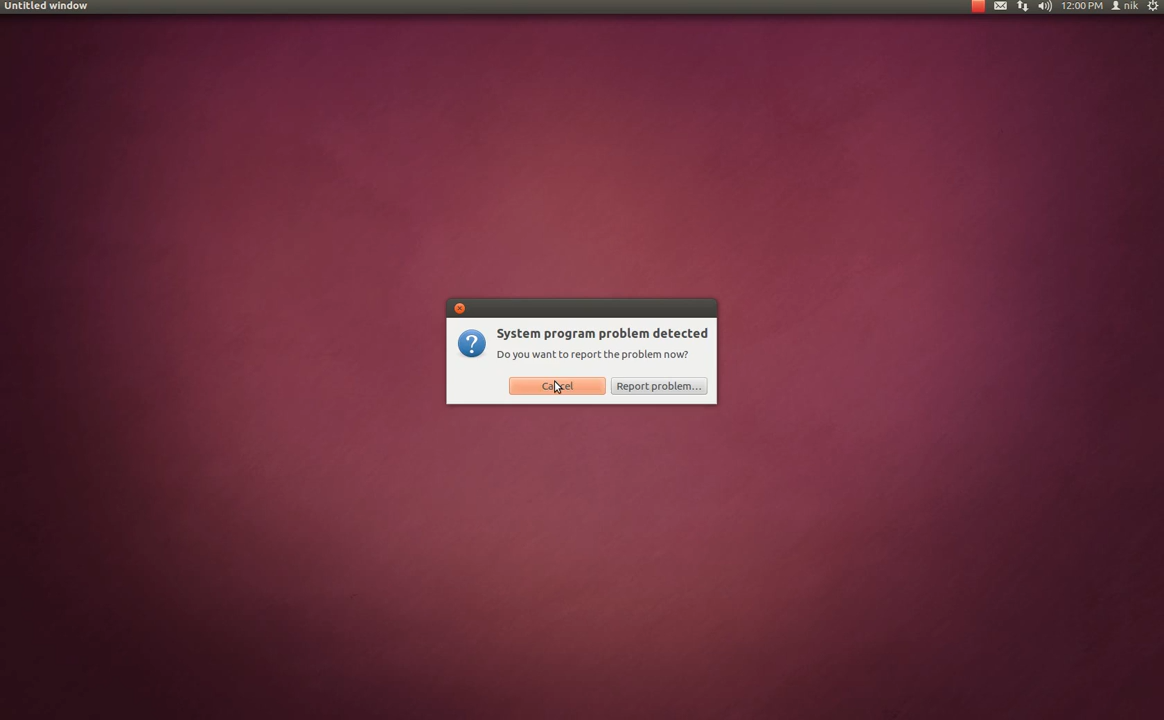 Untitled window
12:00 PM
nik
System program problem detected
Do you want to report the problem now?
Cancel
Report problem...